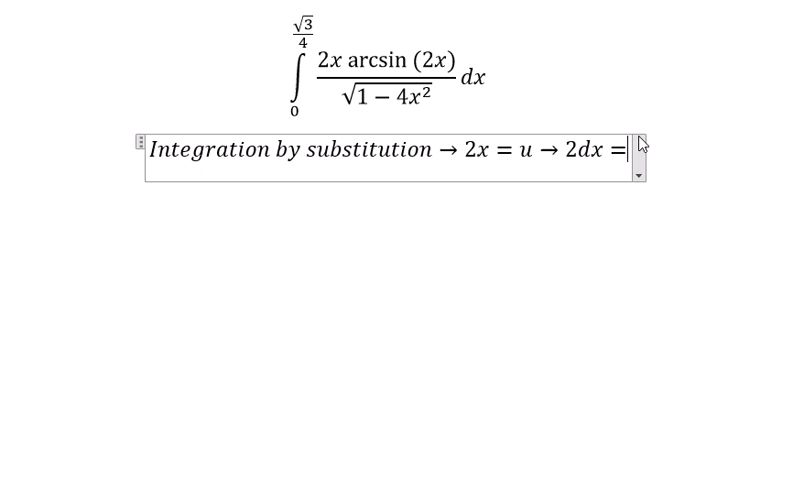 √3/4
∫ 2x arcsin (2x) / √1 − 4x² dx
0
Integration by substitution → 2x = u → 2dx =